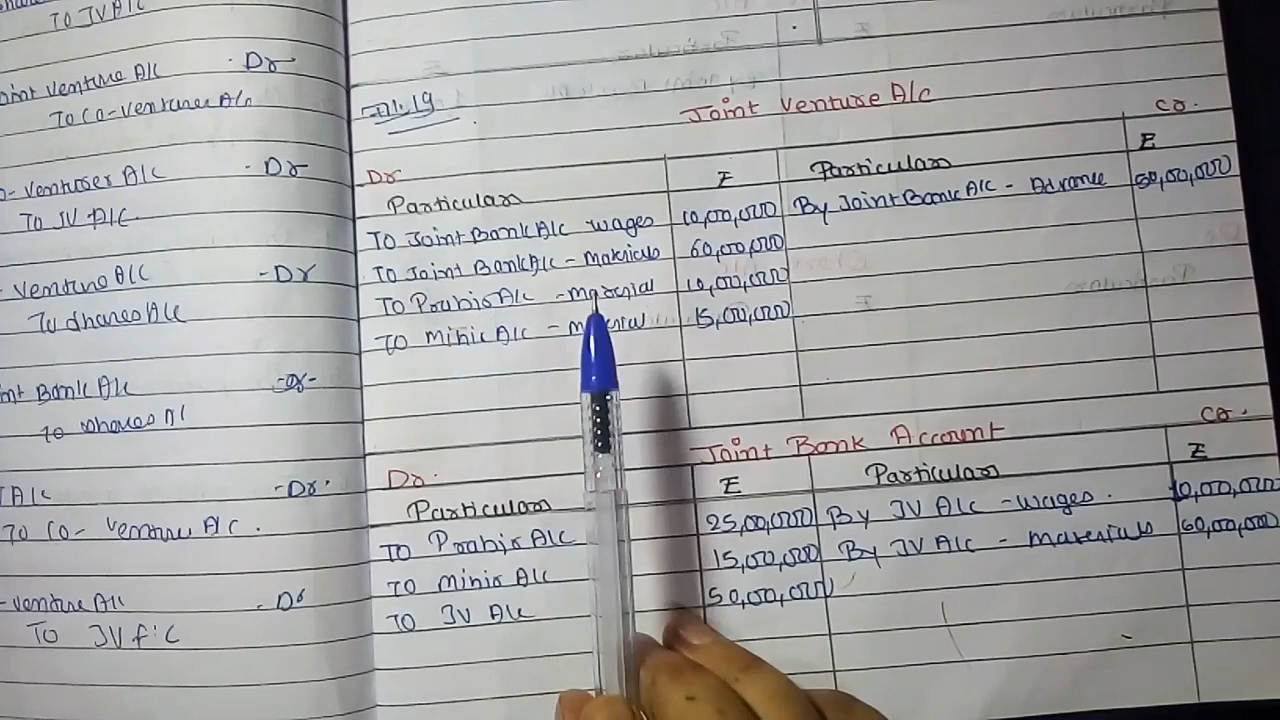 TO JV A/C
Joint Venture A/c - Dr
TO CO-Venturer A/c
- Venturer A/c - Dr
TO JV A/C
- Venture A/c - Dr
TO Shares A/c
Bank A/c - Dr -
To Shares A/
A/c - Dr
TO CO- Venture A/C.
-Venture A/c - Dr
TO JV A/C
19
Joint Venture A/c
Dr Cr.
Particulars ₹ Particulars ₹
TO Joint Bank A/c wages 10,00,000 By Joint Bank A/c - Advance 50,00,000
TO Joint Bank A/c - materials 60,00,000
TO Prabir A/c - material 10,00,000
TO Mihir A/c - 15,00,000
Joint Bank Account
Dr. Cr.
Particulars ₹ Particulars ₹
TO Prabir A/c 25,00,000 By JV A/c - wages. 10,00,000
TO Mihir A/c 15,00,000 By JV A/c - materials 60,00,000
TO JV A/c 50,00,000